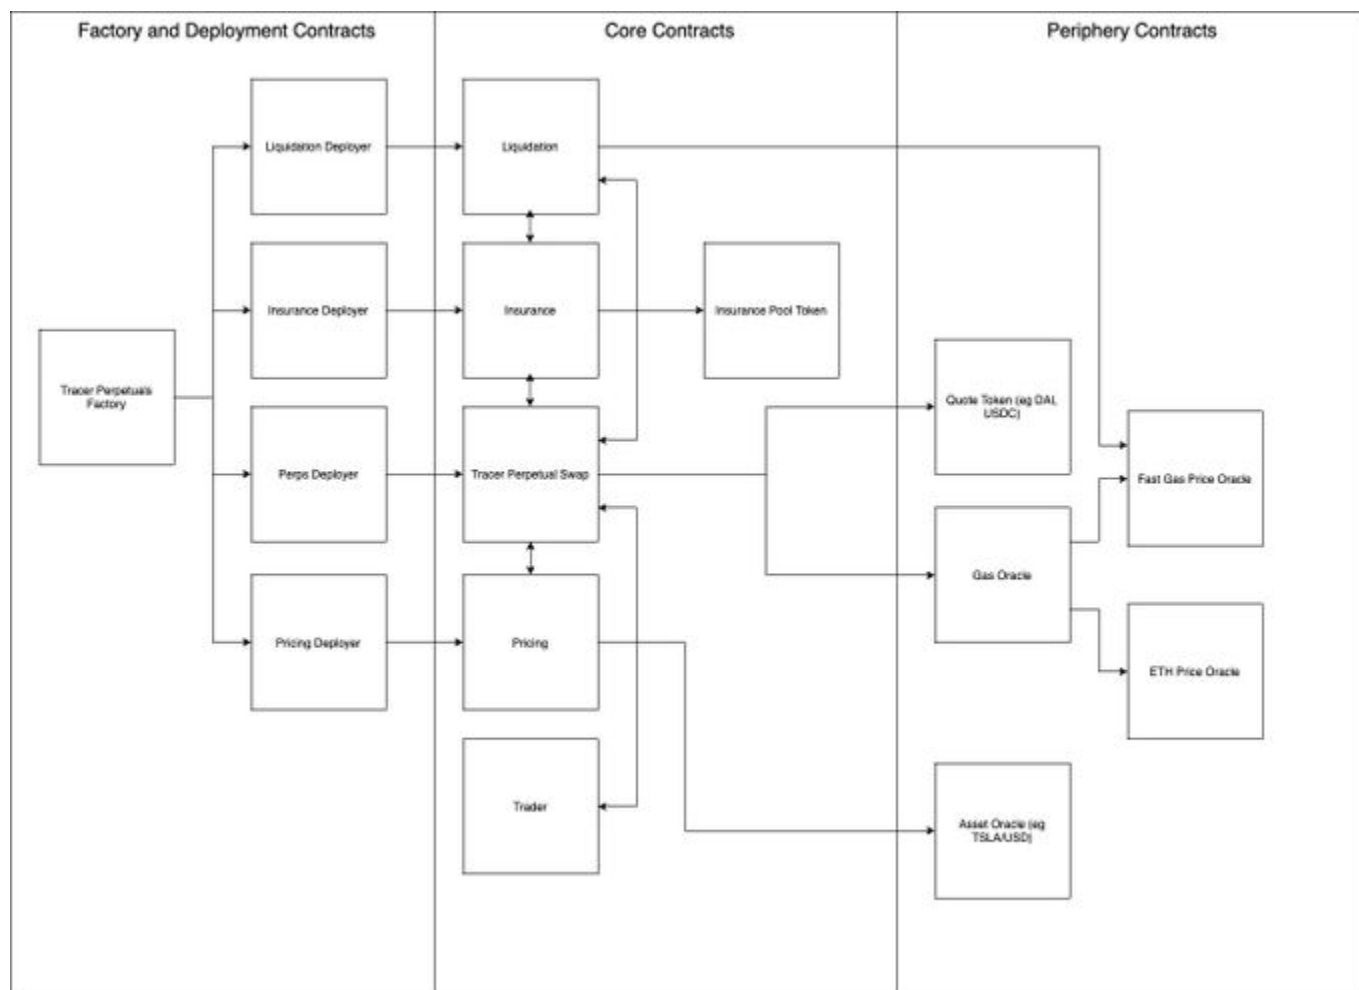 Factory and Deployment Contracts
Core Contracts
Periphery Contracts
Liquidation Deployer
Liquidation
Insurance Deployer
Insurance
Insurance Pool Token
Tracer Perpetuals
Factory
Quote Token (eg DAI,
USDC)
Perps Deployer
Tracer Perpetual Swap
Fast Gas Price Oracle
Gas Oracle
Pricing Deployer
Pricing
ETH Price Oracle
Trader
Asset Oracle (eg
TSLA/USD)